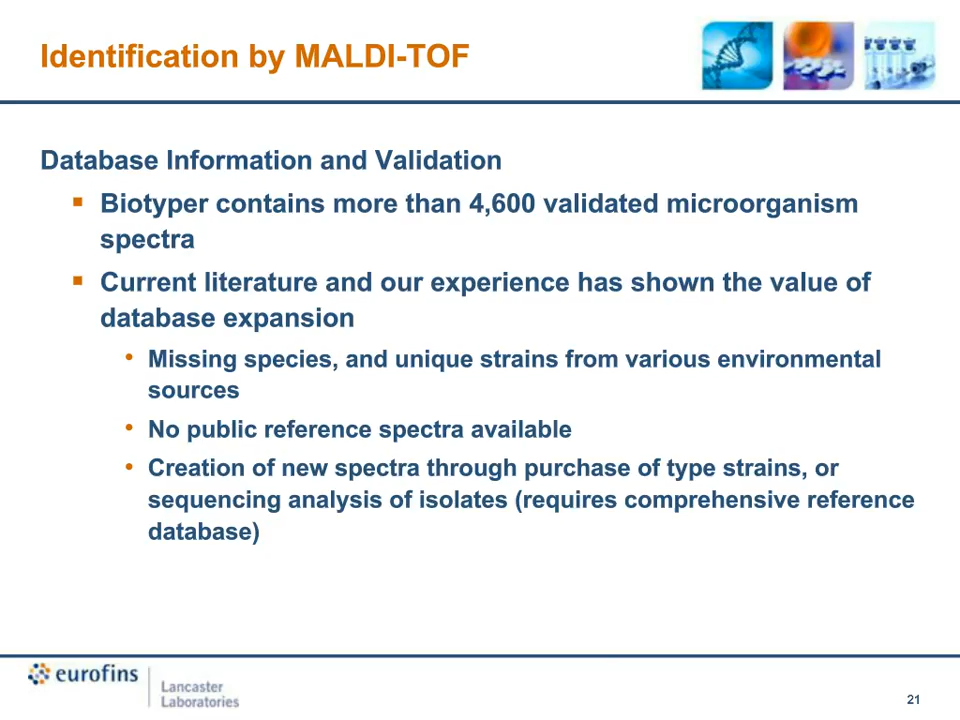 Identification by MALDI-TOF
Database Information and Validation
▪ Biotyper contains more than 4,600 validated microorganism
spectra
▪ Current literature and our experience has shown the value of
database expansion
• Missing species, and unique strains from various environmental
sources
• No public reference spectra available
• Creation of new spectra through purchase of type strains, or
sequencing analysis of isolates (requires comprehensive reference
database)
eurofins
Lancaster
Laboratories
21